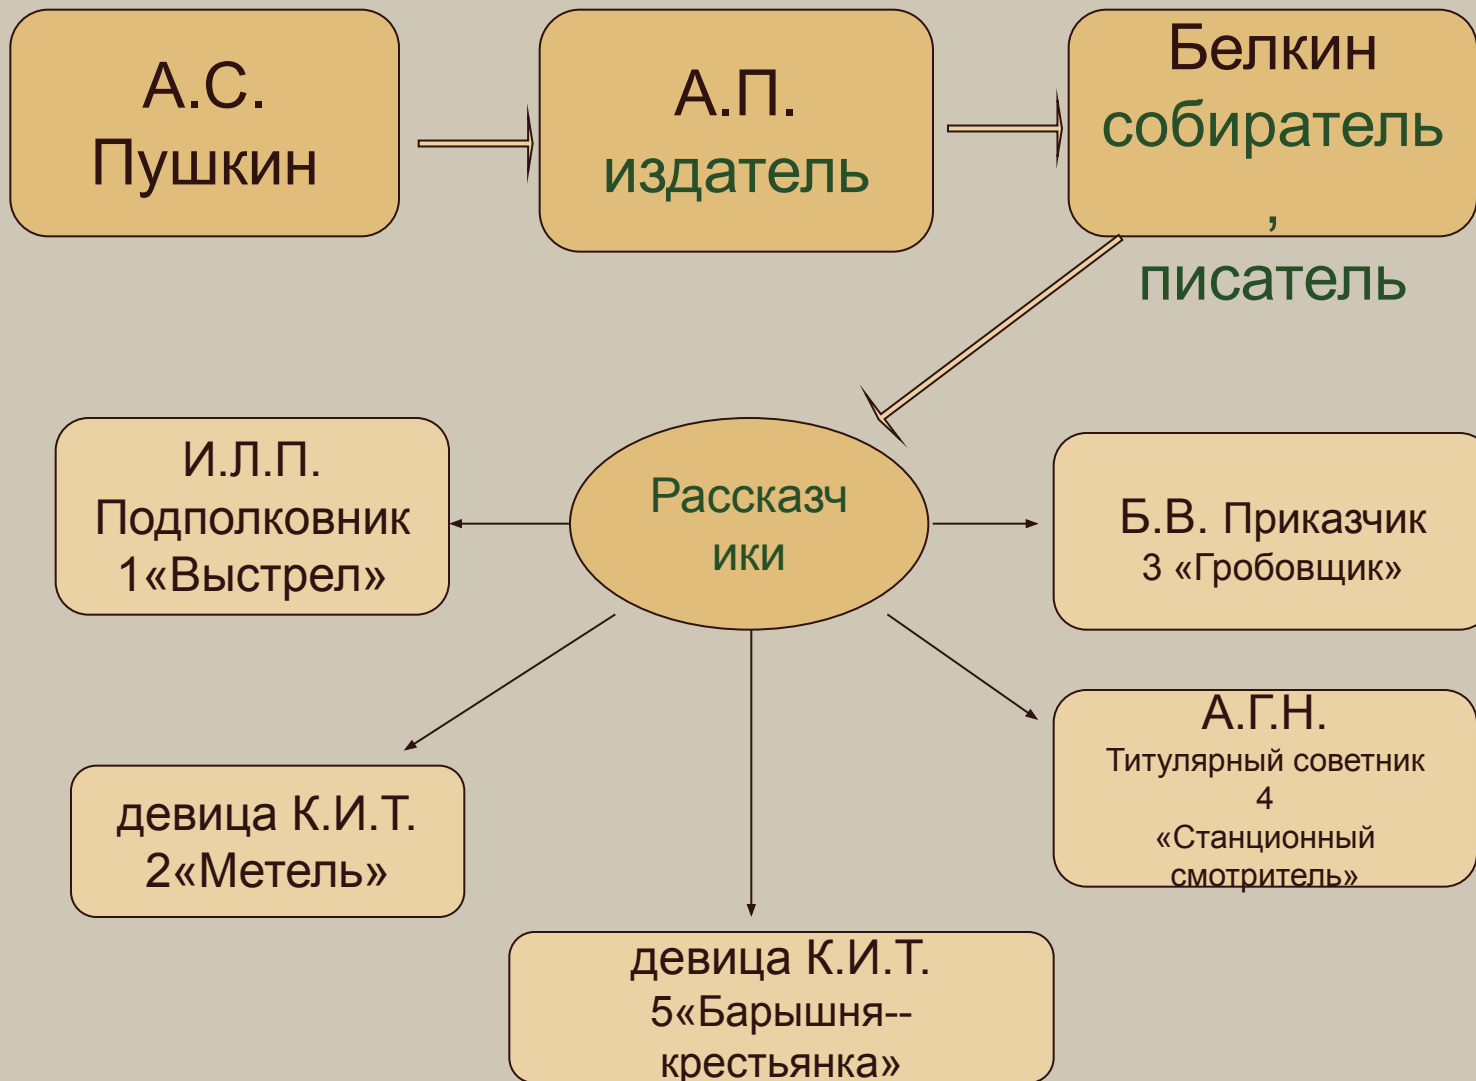 А.С.
Пушкин
А.П.
издатель
Белкин
собиратель
,
писатель
И.Л.П.
Подполковник
1«Выстрел»
Рассказч
ики
Б.В. Приказчик
3 «Гробовщик»
А.Г.Н.
Титулярный советник
4
«Станционный
смотритель»
девица К.И.Т.
2«Метель»
девица К.И.Т.
5«Барышня--
крестьянка»